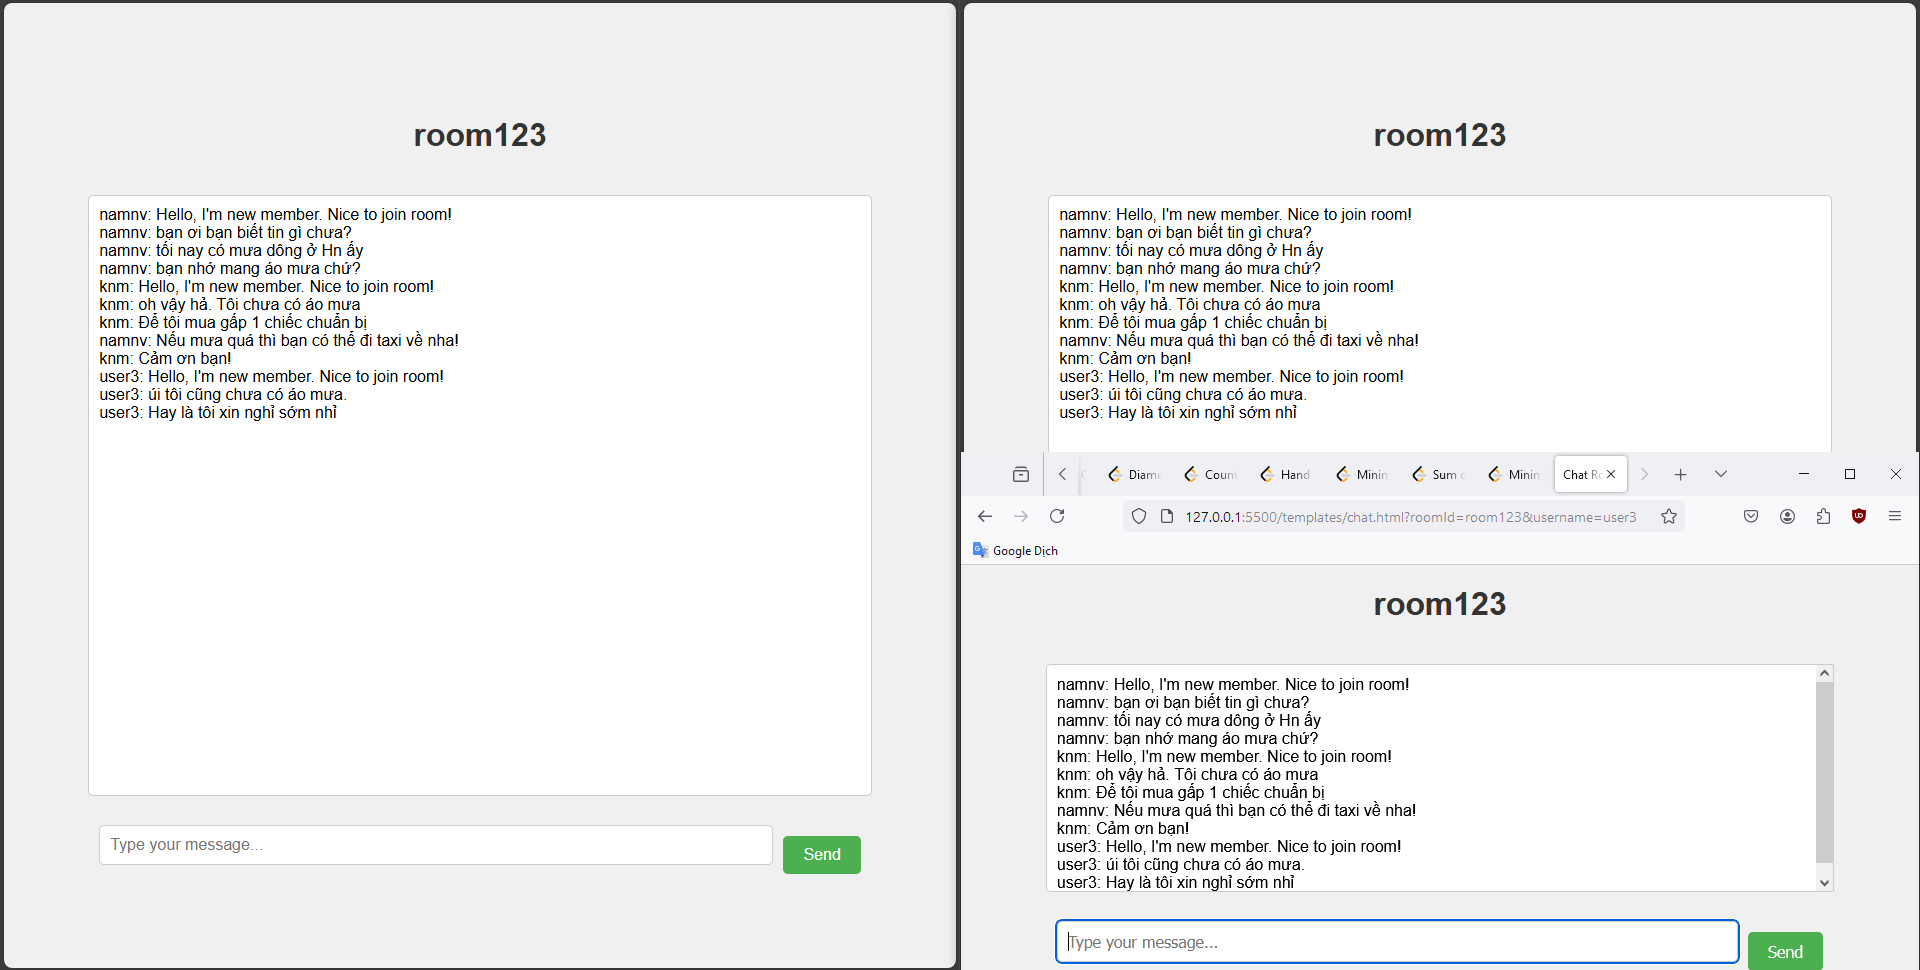 room123
namnv: Hello, I'm new member. Nice to join room!
namnv: bạn ơi bạn biết tin gì chưa?
namnv: tối nay có mưa dông ở Hn ấy
namnv: bạn nhớ mang áo mưa chứ?
knm: Hello, I'm new member. Nice to join room!
knm: oh vậy hả. Tôi chưa có áo mưa
knm: Để tôi mua gấp 1 chiếc chuẩn bị
namnv: Nếu mưa quá thì bạn có thể đi taxi về nha!
knm: Cảm ơn bạn!
user3: Hello, I'm new member. Nice to join room!
user3: úi tôi cũng chưa có áo mưa.
user3: Hay là tôi xin nghỉ sớm nhỉ
Type your message...
Send
room123
namnv: Hello, I'm new member. Nice to join room!
namnv: bạn ơi bạn biết tin gì chưa?
namnv: tối nay có mưa dông ở Hn ấy
namnv: bạn nhớ mang áo mưa chứ?
knm: Hello, I'm new member. Nice to join room!
knm: oh vậy hả. Tôi chưa có áo mưa
knm: Để tôi mua gấp 1 chiếc chuẩn bị
namnv: Nếu mưa quá thì bạn có thể đi taxi về nha!
knm: Cảm ơn bạn!
user3: Hello, I'm new member. Nice to join room!
user3: úi tôi cũng chưa có áo mưa.
user3: Hay là tôi xin nghỉ sớm nhỉ
Diame Count Hand Minin Sum c Minin Chat Ro
127.0.0.1:5500/templates/chat.html?roomId=room123&username=user3
Google Dịch
room123
namnv: Hello, I'm new member. Nice to join room!
namnv: bạn ơi bạn biết tin gì chưa?
namnv: tối nay có mưa dông ở Hn ấy
namnv: bạn nhớ mang áo mưa chứ?
knm: Hello, I'm new member. Nice to join room!
knm: oh vậy hả. Tôi chưa có áo mưa
knm: Để tôi mua gấp 1 chiếc chuẩn bị
namnv: Nếu mưa quá thì bạn có thể đi taxi về nha!
knm: Cảm ơn bạn!
user3: Hello, I'm new member. Nice to join room!
user3: úi tôi cũng chưa có áo mưa.
user3: Hay là tôi xin nghỉ sớm nhỉ
Type your message...
Send